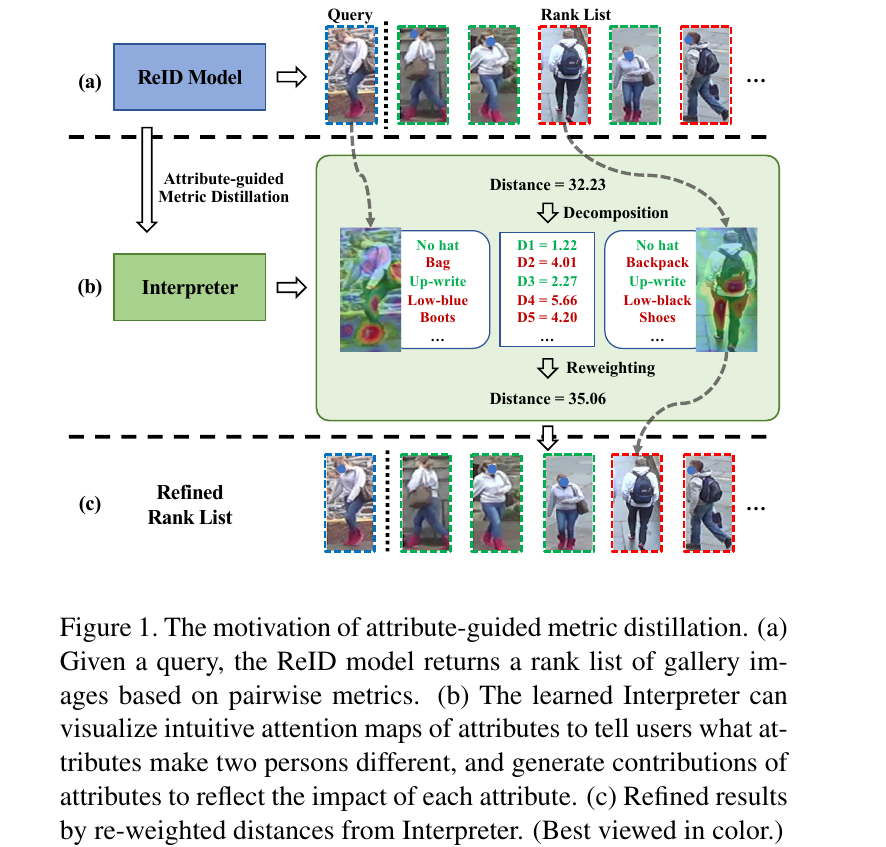 Query
Rank List
(a)
ReID Model
...
Attribute-guided
Metric Distillation
Distance = 32.23
Decomposition
(b)
Interpreter
No hat
Bag
Up-write
Low-blue
Boots
...
D1 = 1.22
D2 = 4.01
D3 = 2.27
D4 = 5.66
D5 = 4.20
...
No hat
Backpack
Up-write
Low-black
Shoes
...
Reweighting
Distance = 35.06
(c)
Refined
Rank List
...
Figure 1. The motivation of attribute-guided metric distillation. (a)
Given a query, the ReID model returns a rank list of gallery im-
ages based on pairwise metrics. (b) The learned Interpreter can
visualize intuitive attention maps of attributes to tell users what at-
tributes make two persons different, and generate contributions of
attributes to reflect the impact of each attribute. (c) Refined results
by re-weighted distances from Interpreter. (Best viewed in color.)